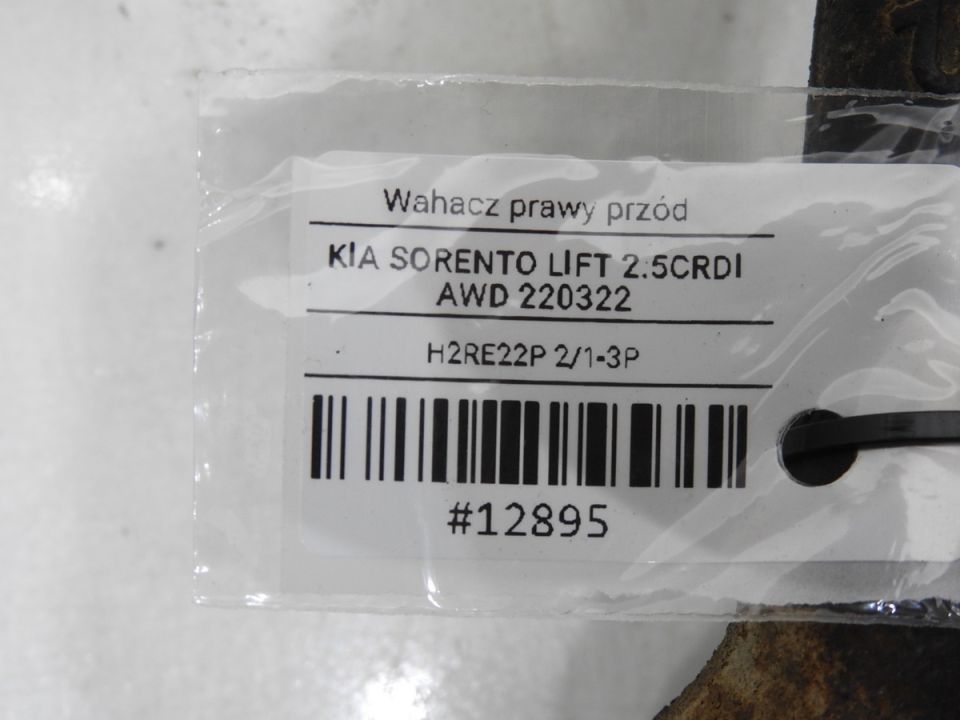 Wahacz prawy przód
KIA SORENTO LIFT 2.5CRDI
AWD 220322
H2RE22P 2/1-3P
#12895